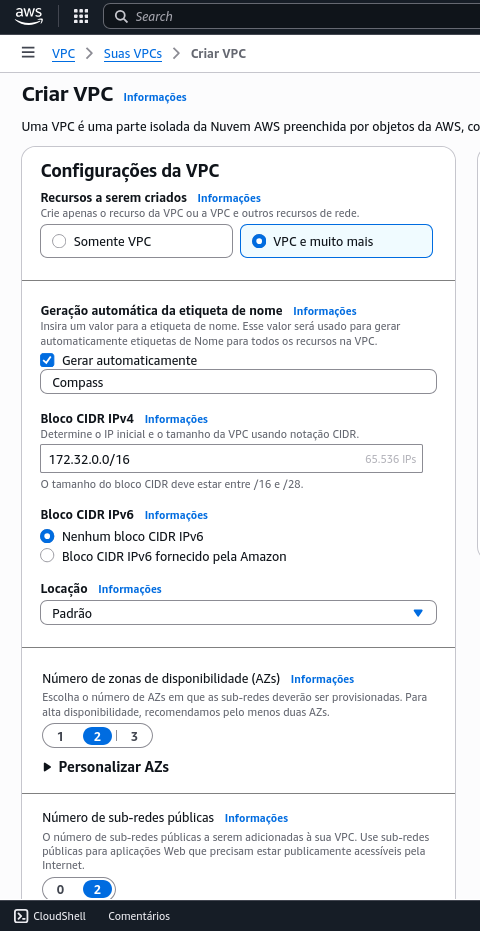 aws
Search
VPC
Suas VPCs
Criar VPC
Criar VPC Informações
Uma VPC é uma parte isolada da Nuvem AWS preenchida por objetos da AWS, co
Configurações da VPC
Recursos a serem criados Informações
Crie apenas o recurso da VPC ou a VPC e outros recursos de rede.
Somente VPC
VPC e muito mais
Geração automática da etiqueta de nome Informações
Insira um valor para a etiqueta de nome. Esse valor será usado para gerar
automaticamente etiquetas de Nome para todos os recursos na VPC.
Gerar automaticamente
Compass
Bloco CIDR IPv4 Informações
Determine o IP inicial e o tamanho da VPC usando notação CIDR.
172.32.0.0/16 65.536 IPs
O tamanho do bloco CIDR deve estar entre /16 e /28.
Bloco CIDR IPv6 Informações
Nenhum bloco CIDR IPv6
Bloco CIDR IPv6 fornecido pela Amazon
Locação Informações
Padrão
Número de zonas de disponibilidade (AZs) Informações
Escolha o número de AZs em que as sub-redes deverão ser provisionadas. Para
alta disponibilidade, recomendamos pelo menos duas AZs.
1 2 3
Personalizar AZs
Número de sub-redes públicas Informações
O número de sub-redes públicas a serem adicionadas à sua VPC. Use sub-redes
públicas para aplicações Web que precisam estar publicamente acessíveis pela
Internet.
0 2
CloudShell Comentários